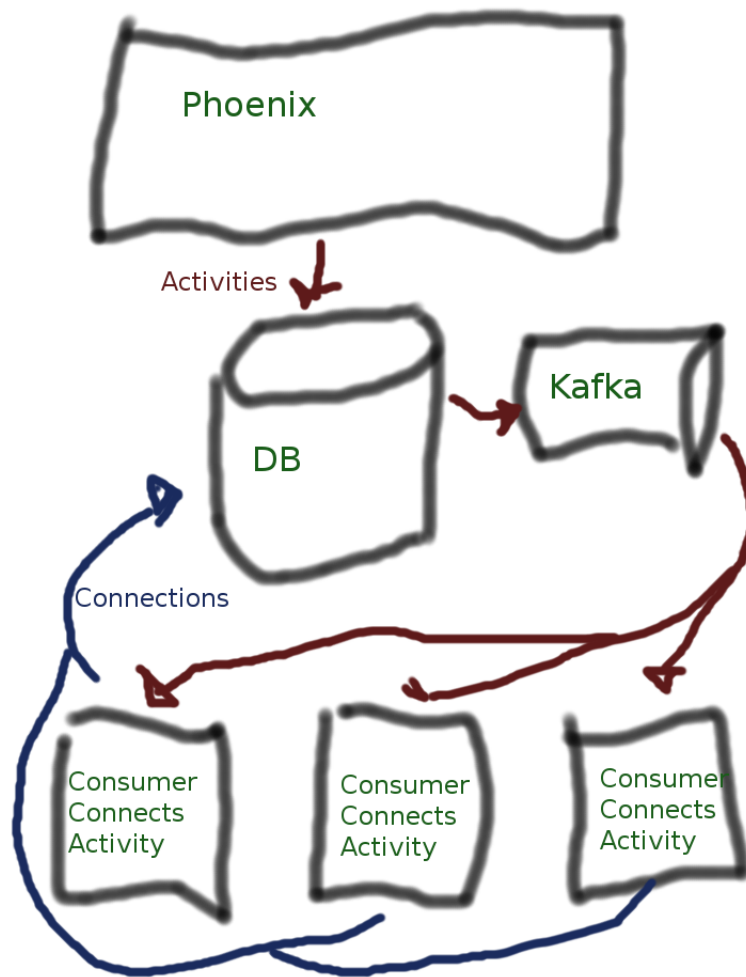 Phoenix
Activities
Kafka
DB
Connections
Consumer
Connects
Activity
Consumer
Connects
Activity
Consumer
Connects
Activity